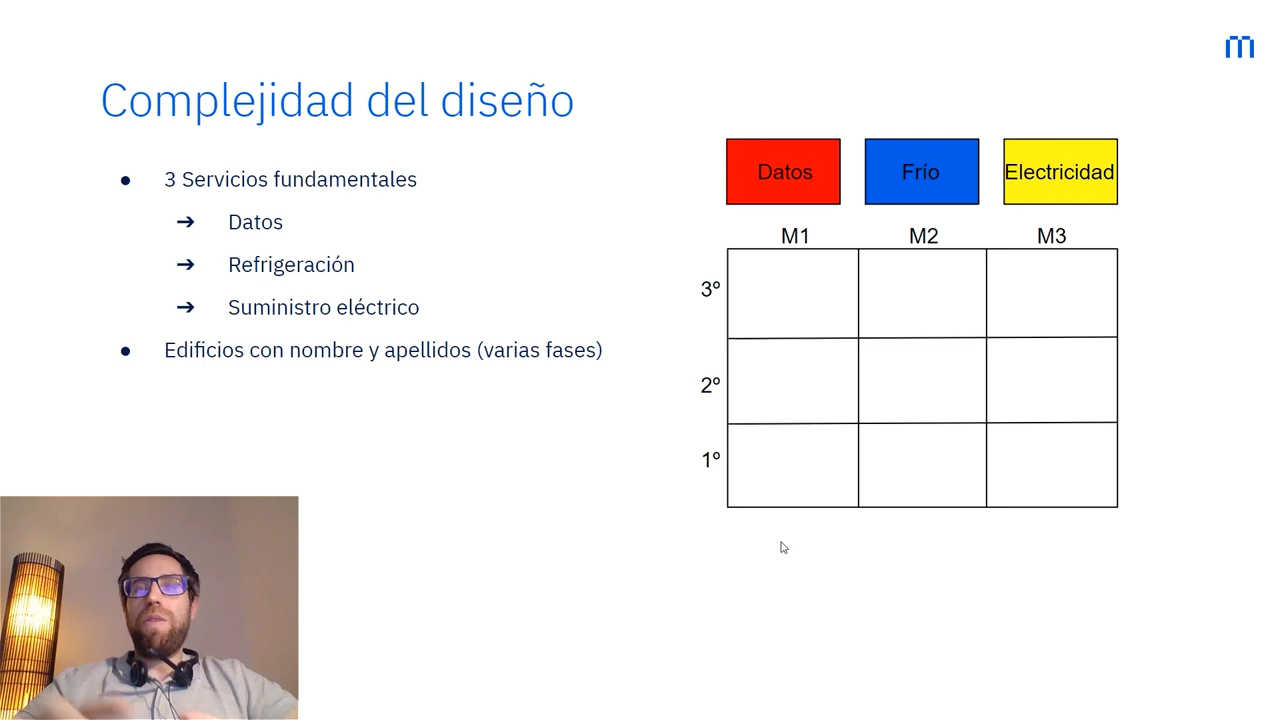 Complejidad del diseño
● 3 Servicios fundamentales
➔ Datos
➔ Refrigeración
➔ Suministro eléctrico
● Edificios con nombre y apellidos (varias fases)
m
Datos Frío Electricidad
M1 M2 M3
3º
2º
1º